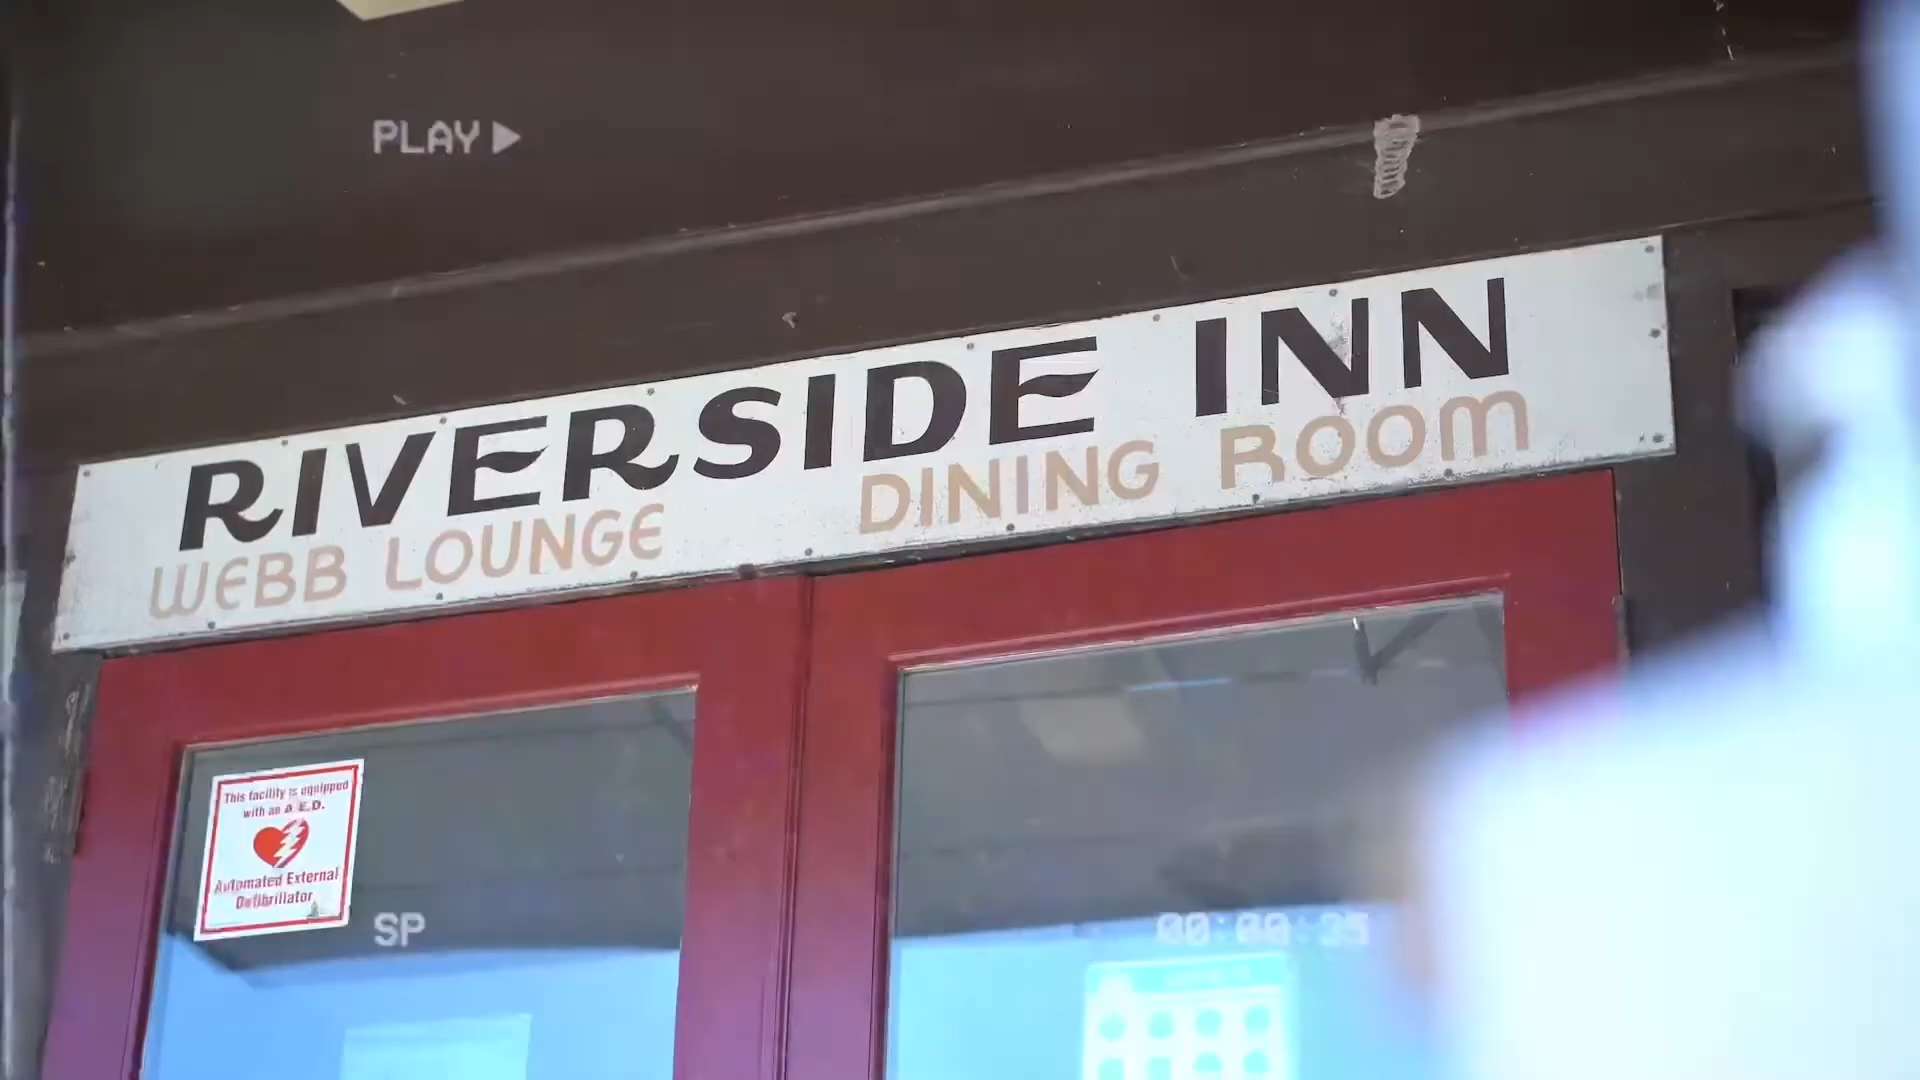 PLAY
RIVERSIDE INN
WEBB LOUNGE DINING ROOM
This facility is equipped
with an A.E.D.
Automated External
Defibrillator
SP
00:00:35